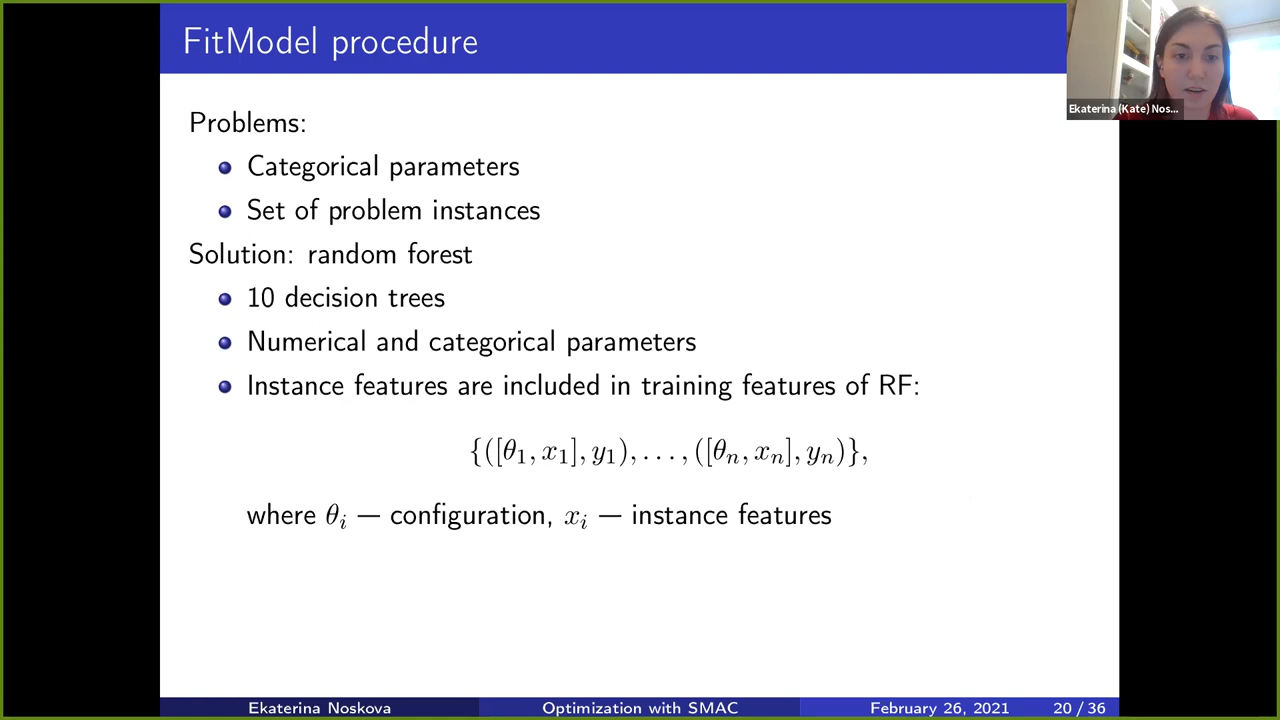 FitModel procedure
Ekaterina (Kate) Nos...
Problems:
Categorical parameters
Set of problem instances
Solution: random forest
10 decision trees
Numerical and categorical parameters
Instance features are included in training features of RF:
{([θ₁, x₁], y₁), . . . , ([θₙ, xₙ], yₙ)},
where θᵢ — configuration, xᵢ — instance features
Ekaterina Noskova Optimization with SMAC February 26, 2021 20 / 36